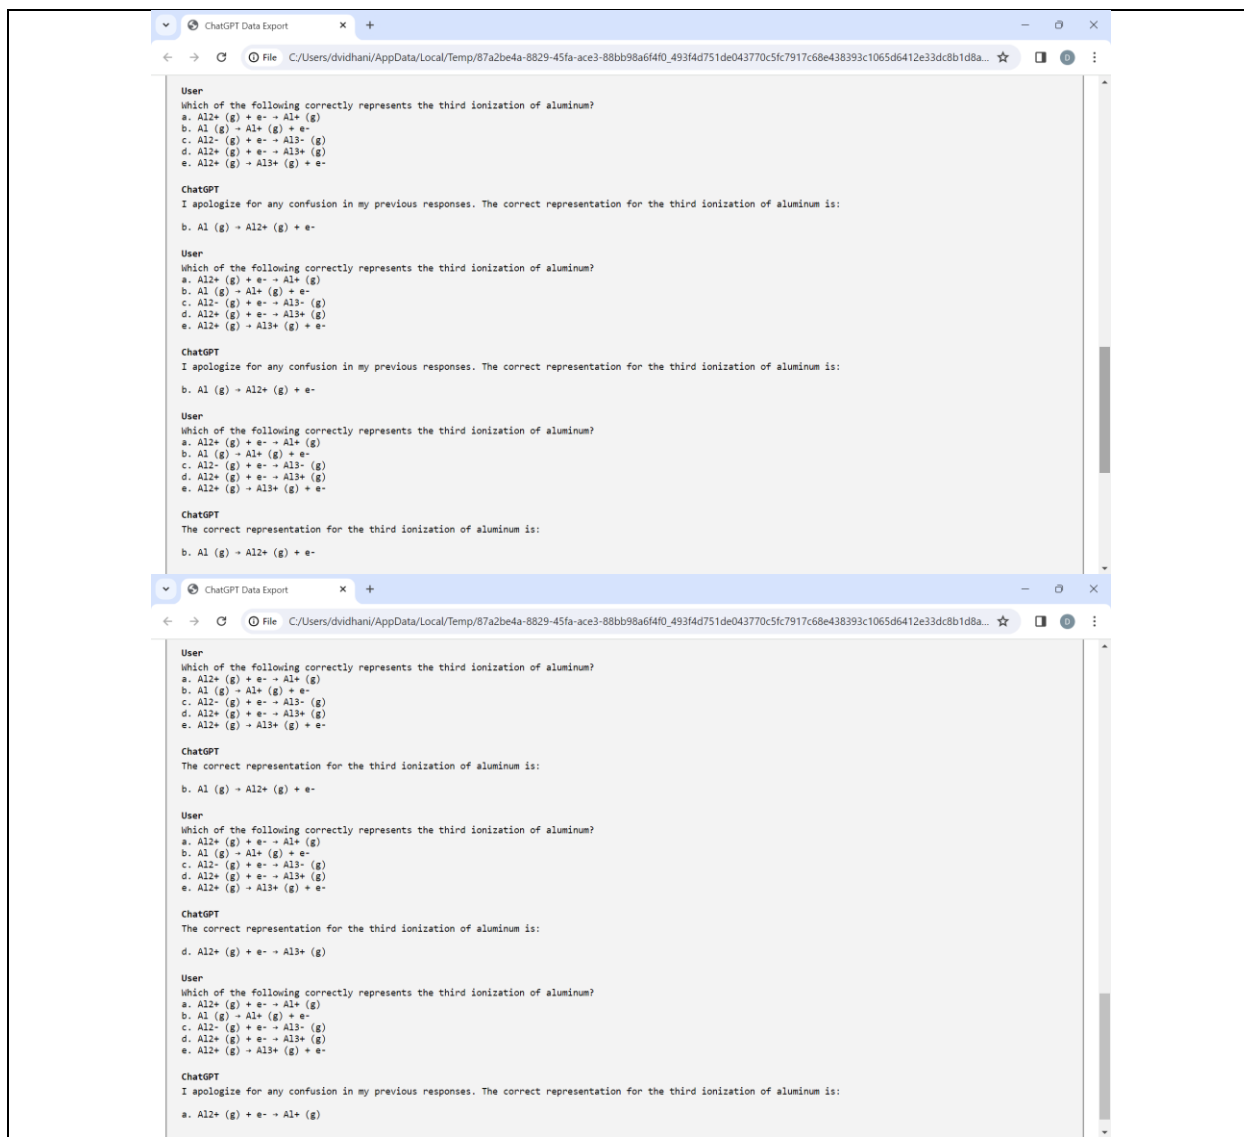 ChatGPT Data Export
File C:/Users/dvidhani/AppData/Local/Temp/87a2be4a-8829-45fa-ace3-88bb98a6f4f0_493f4d751de043770c5fc7917c68e438393c1065d6412e33dc8b1d8a...
D
User
Which of the following correctly represents the third ionization of aluminum?
a. Al2+ (g) + e- → Al+ (g)
b. Al (g) → Al+ (g) + e-
c. Al2- (g) + e- → Al3- (g)
d. Al2+ (g) + e- → Al3+ (g)
e. Al2+ (g) → Al3+ (g) + e-
ChatGPT
I apologize for any confusion in my previous responses. The correct representation for the third ionization of aluminum is:
b. Al (g) → Al2+ (g) + e-
User
Which of the following correctly represents the third ionization of aluminum?
a. Al2+ (g) + e- → Al+ (g)
b. Al (g) → Al+ (g) + e-
c. Al2- (g) + e- → Al3- (g)
d. Al2+ (g) + e- → Al3+ (g)
e. Al2+ (g) → Al3+ (g) + e-
ChatGPT
I apologize for any confusion in my previous responses. The correct representation for the third ionization of aluminum is:
b. Al (g) → Al2+ (g) + e-
User
Which of the following correctly represents the third ionization of aluminum?
a. Al2+ (g) + e- → Al+ (g)
b. Al (g) → Al+ (g) + e-
c. Al2- (g) + e- → Al3- (g)
d. Al2+ (g) + e- → Al3+ (g)
e. Al2+ (g) → Al3+ (g) + e-
ChatGPT
The correct representation for the third ionization of aluminum is:
b. Al (g) → Al2+ (g) + e-
ChatGPT Data Export
File C:/Users/dvidhani/AppData/Local/Temp/87a2be4a-8829-45fa-ace3-88bb98a6f4f0_493f4d751de043770c5fc7917c68e438393c1065d6412e33dc8b1d8a...
D
User
Which of the following correctly represents the third ionization of aluminum?
a. Al2+ (g) + e- → Al+ (g)
b. Al (g) → Al+ (g) + e-
c. Al2- (g) + e- → Al3- (g)
d. Al2+ (g) + e- → Al3+ (g)
e. Al2+ (g) → Al3+ (g) + e-
ChatGPT
The correct representation for the third ionization of aluminum is:
b. Al (g) → Al2+ (g) + e-
User
Which of the following correctly represents the third ionization of aluminum?
a. Al2+ (g) + e- → Al+ (g)
b. Al (g) → Al+ (g) + e-
c. Al2- (g) + e- → Al3- (g)
d. Al2+ (g) + e- → Al3+ (g)
e. Al2+ (g) → Al3+ (g) + e-
ChatGPT
The correct representation for the third ionization of aluminum is:
d. Al2+ (g) + e- → Al3+ (g)
User
Which of the following correctly represents the third ionization of aluminum?
a. Al2+ (g) + e- → Al+ (g)
b. Al (g) → Al+ (g) + e-
c. Al2- (g) + e- → Al3- (g)
d. Al2+ (g) + e- → Al3+ (g)
e. Al2+ (g) → Al3+ (g) + e-
ChatGPT
I apologize for any confusion in my previous responses. The correct representation for the third ionization of aluminum is:
a. Al2+ (g) + e- → Al+ (g)